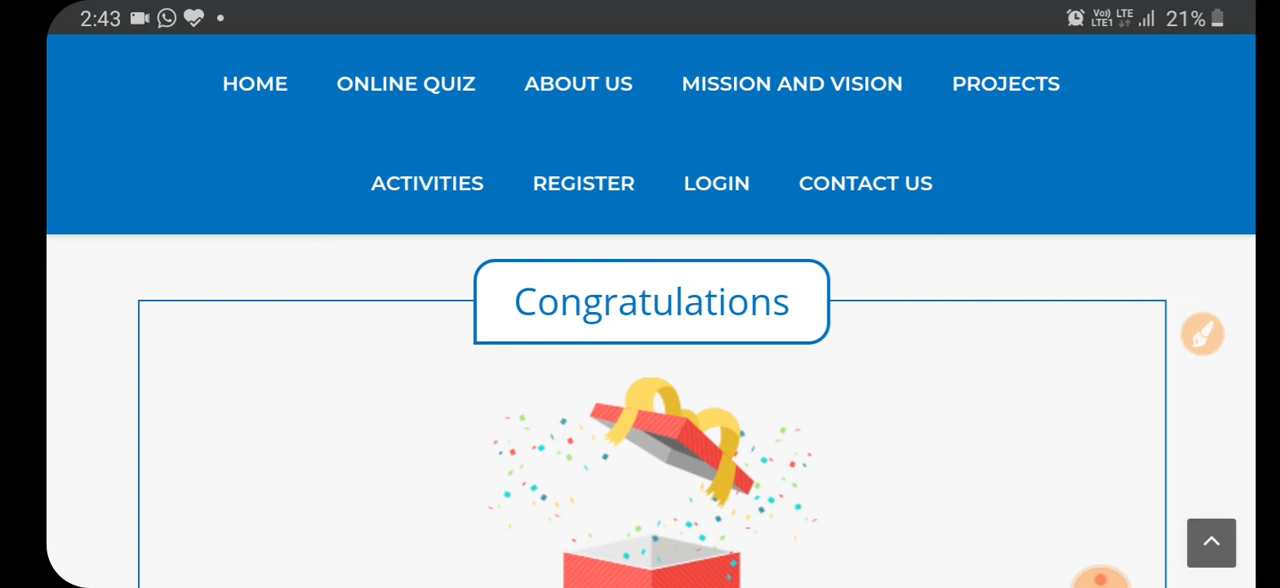 2:43 Vo) LTE 21%
LTE1
HOME ONLINE QUIZ ABOUT US MISSION AND VISION PROJECTS
ACTIVITIES REGISTER LOGIN CONTACT US
Congratulations